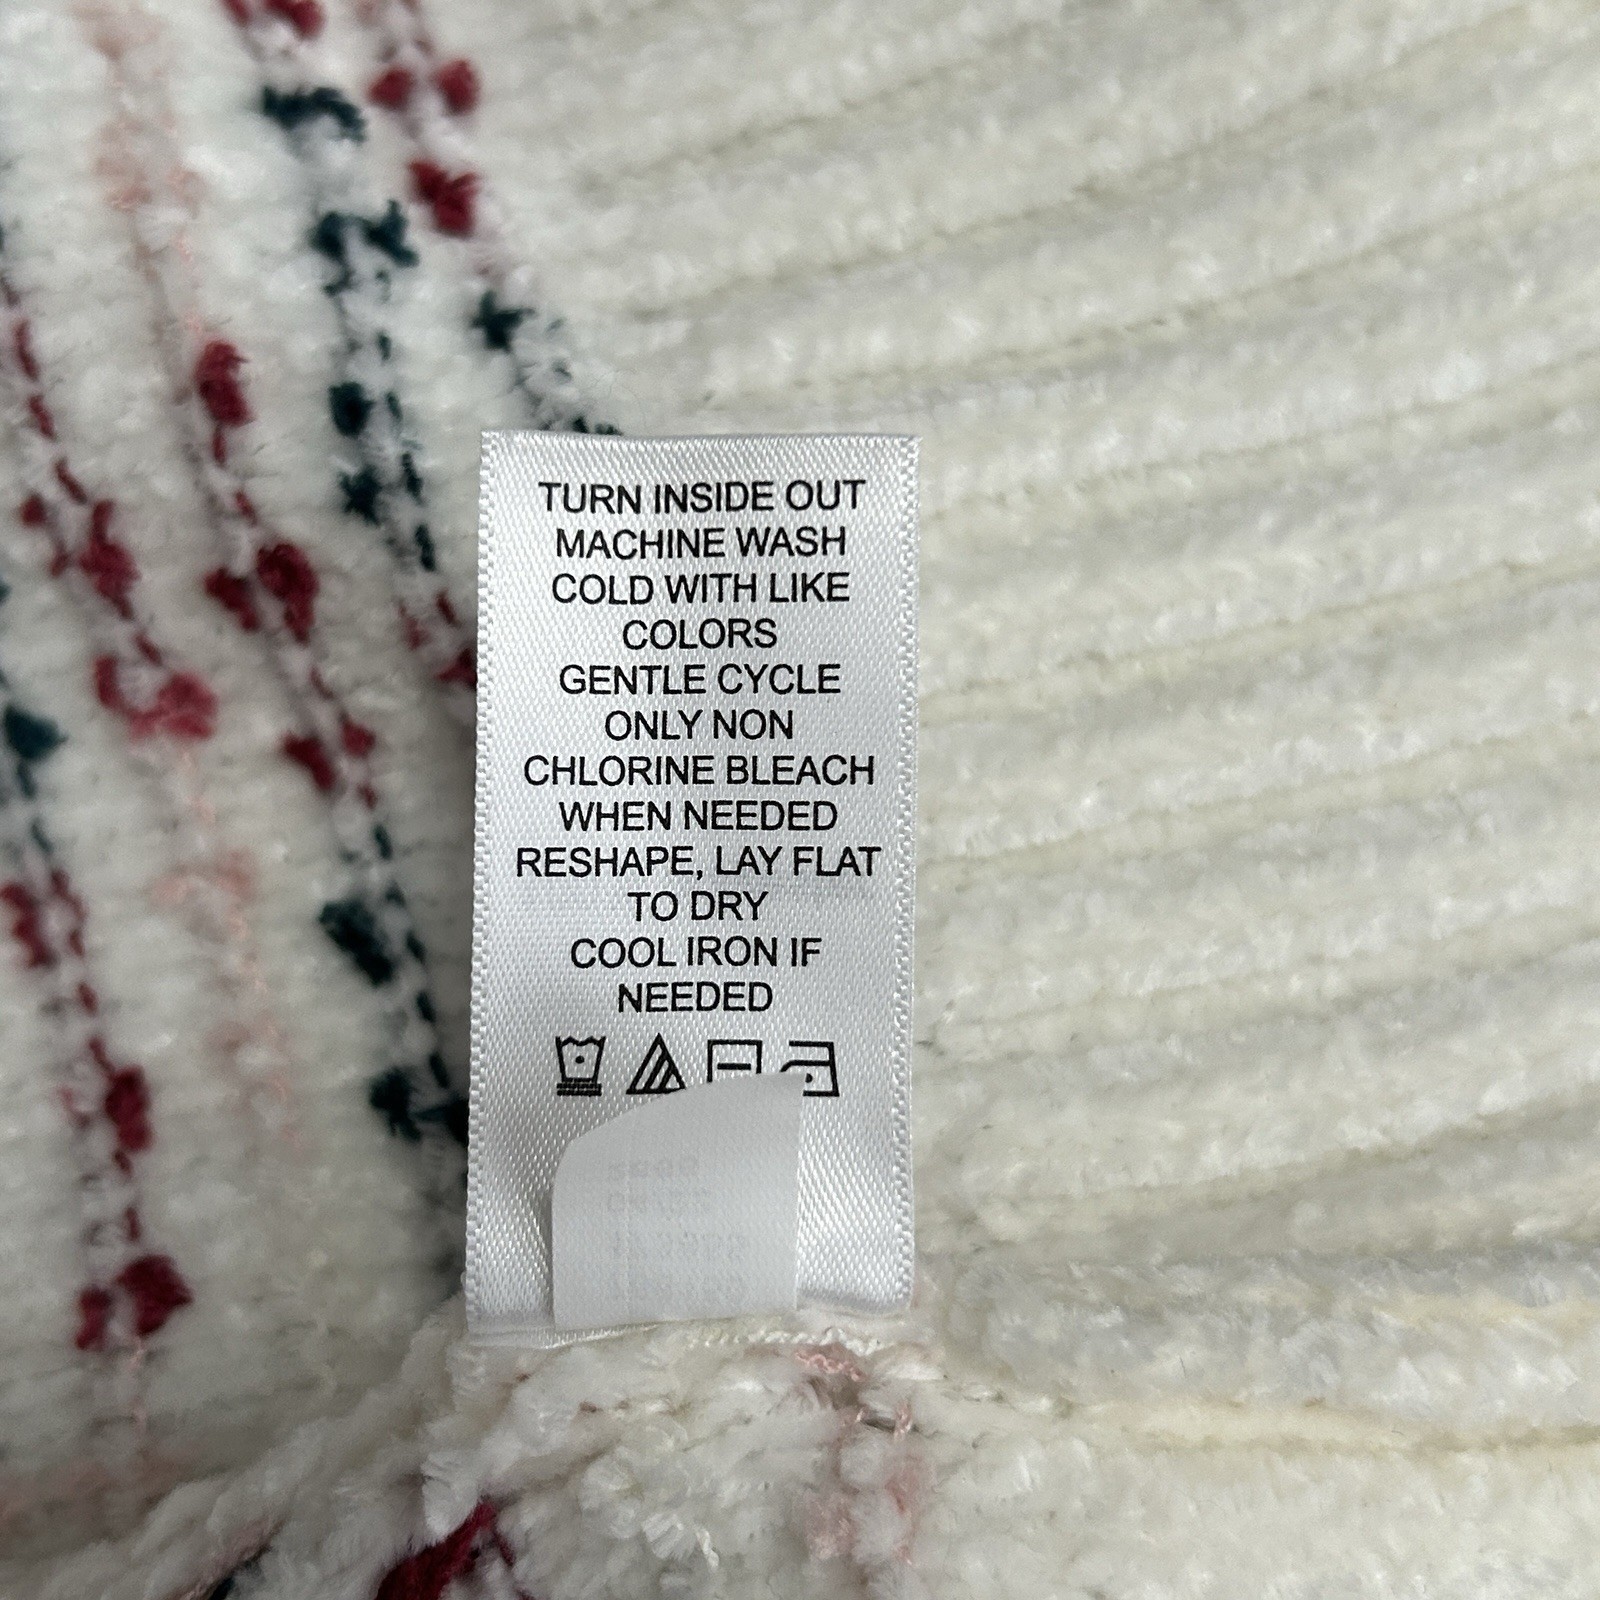 TURN INSIDE OUT
MACHINE WASH
COLD WITH LIKE
COLORS
GENTLE CYCLE
ONLY NON
CHLORINE BLEACH
WHEN NEEDED
RESHAPE, LAY FLAT
TO DRY
COOL IRON IF
NEEDED